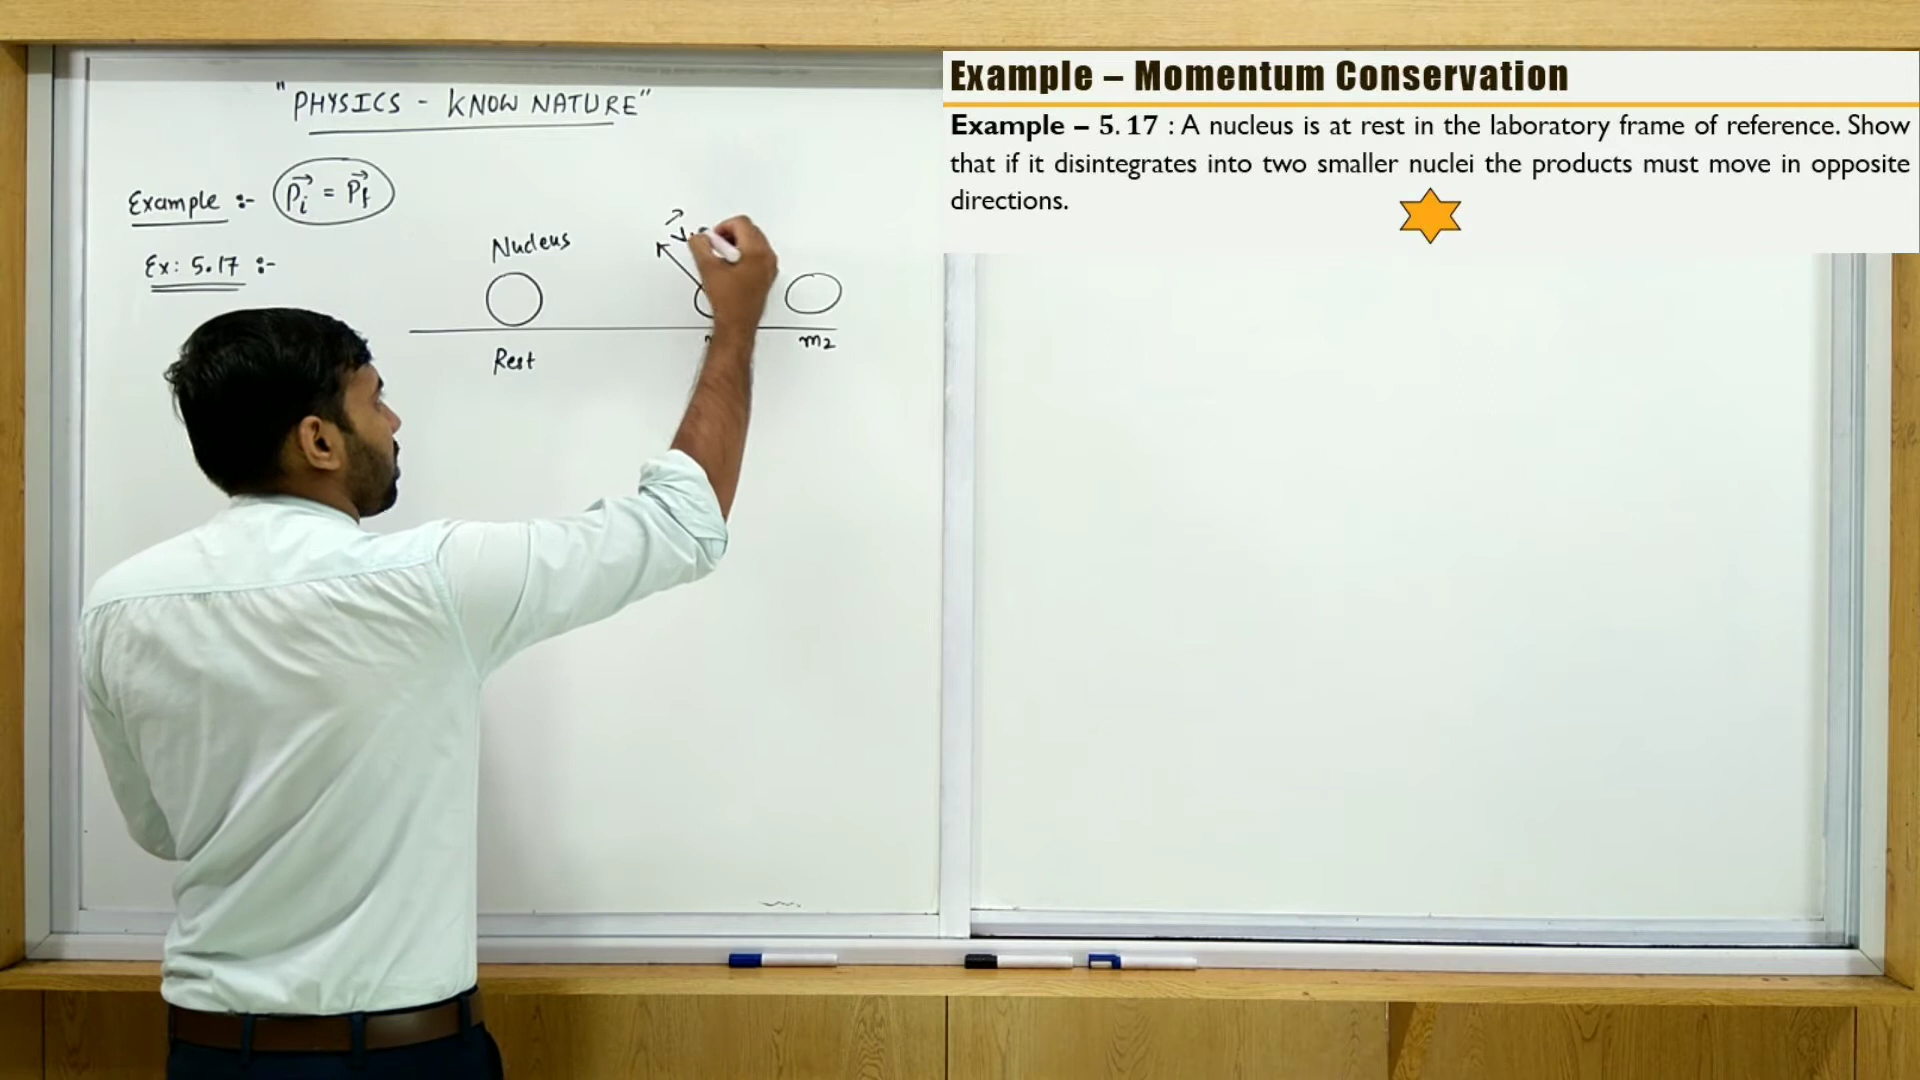 "PHYSICS - KNOW NATURE"
Example :- P⃗i = P⃗f
Ex: 5.17 :-
Nucleus
Rest
m2
Example – Momentum Conservation
Example – 5.17 : A nucleus is at rest in the laboratory frame of reference. Show
that if it disintegrates into two smaller nuclei the products must move in opposite
directions.